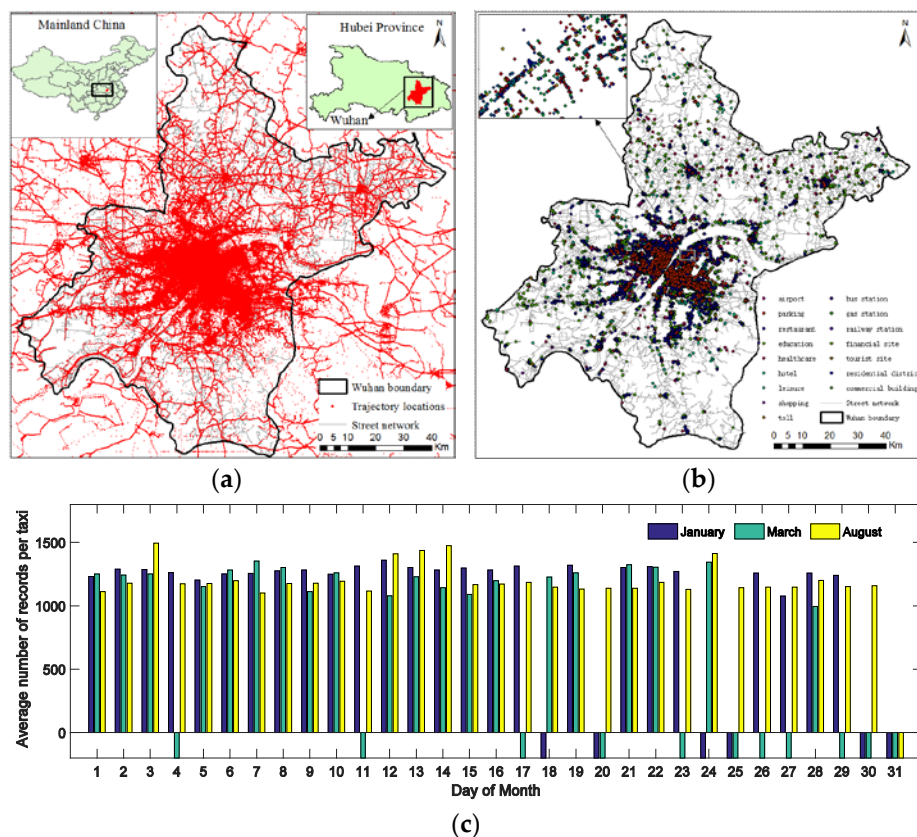 Mainland China
Hubei Province
N
Wuhan
Wuhan boundary
Trajectory locations
Street network
0 5 10 20 30 40
Km
(a)
N
airport
parking
restaurant
education
healthcare
hotel
leisure
shopping
toll
bus station
gas station
railway station
financial site
tourist site
residential distric
commercial building
Street network
Wuhan boundary
0 5 10 20 30 40
Km
(b)
Average number of records per taxi
1500
1000
500
0
January March August
1 2 3 4 5 6 7 8 9 10 11 12 13 14 15 16 17 18 19 20 21 22 23 24 25 26 27 28 29 30 31
Day of Month
(c)